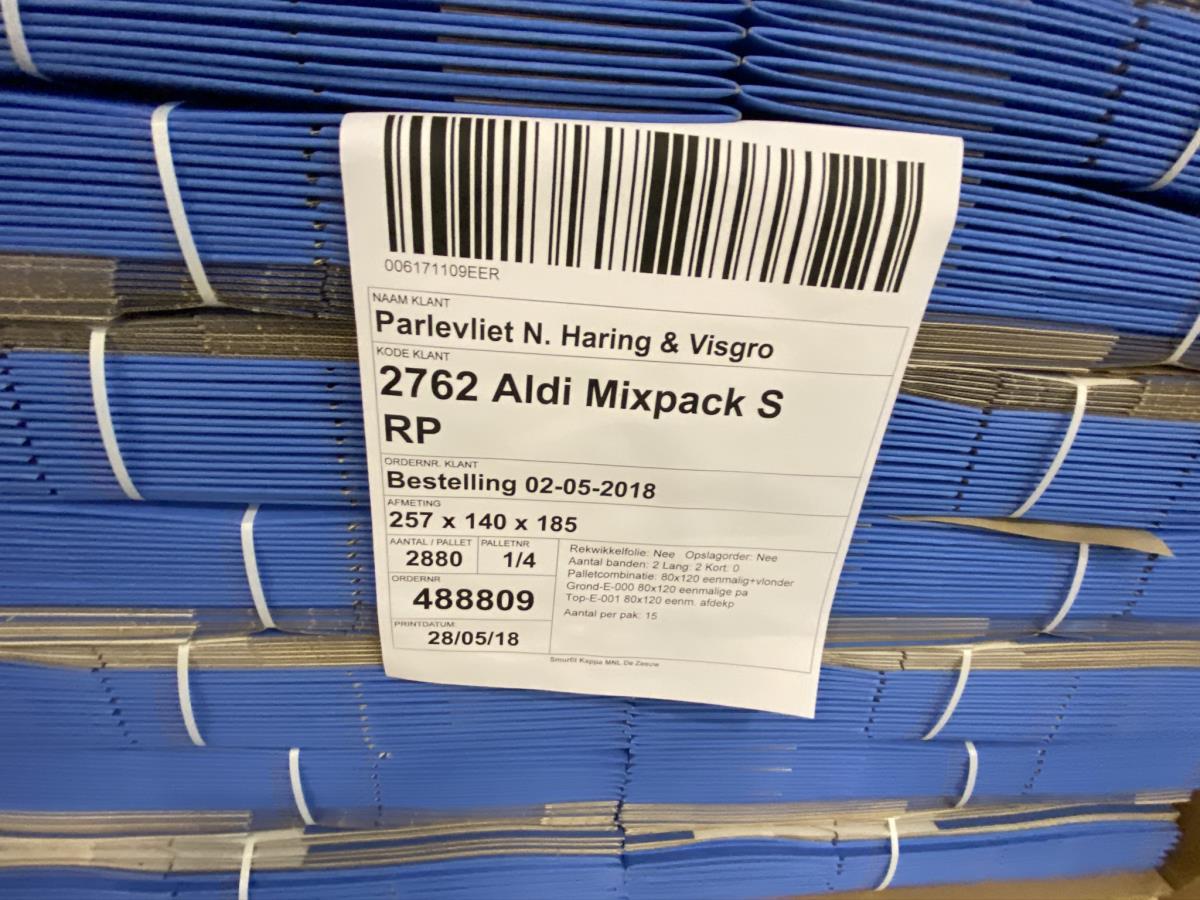 006171109EER
NAAM KLANT
Parlevliet N. Haring & Visgro
KODE KLANT
2762 Aldi Mixpack S
RP
ORDERNR. KLANT
Bestelling 02-05-2018
AFMETING
257 x 140 x 185
AANTAL / PALLET PALLETNR
2880 1/4
ORDERNR
488809
PRINTDATUM:
28/05/18
Rekwikkelfolie: Nee Opslagorder: Nee
Aantal banden: 2 Lang: 2 Kort: 0
Palletcombinatie: 80x120 eenmalig+vlonder
Grond-E-000 80x120 eenmalige pa
Top-E-001 80x120 eenm. afdekp
Aantal per pak: 15
Smurfit Kappa MNL De Zeeuw